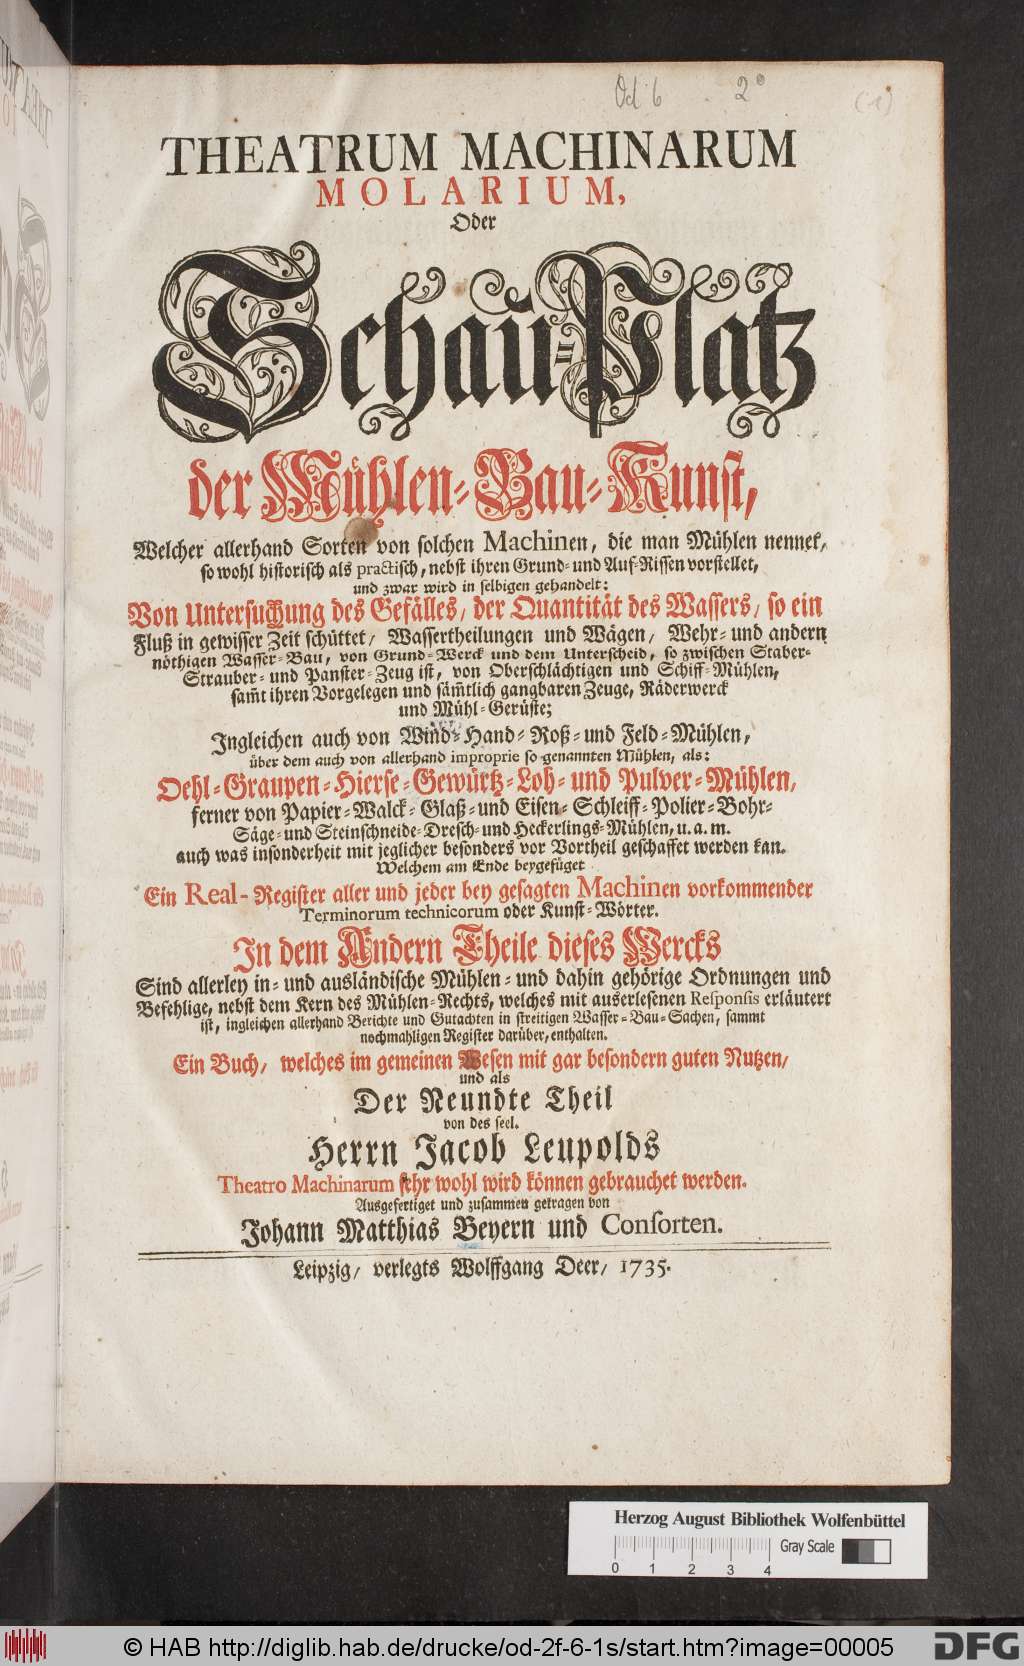 Od 6 2° (1)
THEATRUM MACHINARUM
MOLARIUM,
Oder
Schau=Platz
der Mühlen=Bau=Kunst,
Welcher allerhand Sorten von solchen Machinen, die man Mühlen nennet,
so wohl historisch als practisch, nebst ihren Grund= und Auf=Rissen vorstellet,
und zwar wird in selbigen gehandelt:
Von Untersuchung des Gefälles, der Quantität des Wassers, so ein
Fluß in gewisser Zeit schüttet, Wassertheilungen und Wägen, Wehr= und andern
nöthigen Wasser=Bau, von Grund=Werck und dem Unterscheid, so zwischen Staber=
Strauber= und Panster=Zeug ist, von Oberschlächtigen und Schiff=Mühlen,
sam̃t ihren Vorgelegen und säm̃tlich gangbaren Zeuge, Räderwerck
und Mühl=Gerüste;
Jngleichen auch von Wind=Hand=Roß= und Feld=Mühlen,
über dem auch von allerhand improprie so genannten Mühlen, als:
Oehl=Graupen=Hierse=Gewürtz=Loh= und Pulver=Mühlen,
ferner von Papier=Walck=Glaß= und Eisen=Schleiff=Polier=Bohr=
Säge= und Steinschneide=Dresch= und Heckerlings=Mühlen, u. a. m.
auch was insonderheit mit jeglicher besonders vor Vortheil geschaffet werden kan.
Welchem am Ende beygefüget
Ein Real-Register aller und jeder bey gesagten Machinen vorkommender
Terminorum technicorum oder Kunst=Wörter.
Jn dem Andern Theile dieses Wercks
Sind allerley in= und ausländische Mühlen= und dahin gehörige Ordnungen und
Befehlige, nebst dem Kern des Mühlen=Rechts, welches mit auserlesenen Responsis erläutert
ist, ingleichen allerhand Berichte und Gutachten in streitigen Wasser=Bau=Sachen, sammt
nochmahligen Register darüber, enthalten.
Ein Buch, welches im gemeinen Wesen mit gar besondern guten Nutzen,
und als
Der Neundte Theil
von des seel.
Herrn Jacob Leupolds
Theatro Machinarum sehr wohl wird können gebrauchet werden.
Ausgefertiget und zusammen getragen von
Johann Matthias Beyern und Consorten.
Leipzig, verlegts Wolffgang Deer, 1735.
Herzog August Bibliothek Wolfenbüttel
Gray Scale
0 1 2 3 4
© HAB http://diglib.hab.de/drucke/od-2f-6-1s/start.htm?image=00005
DFG